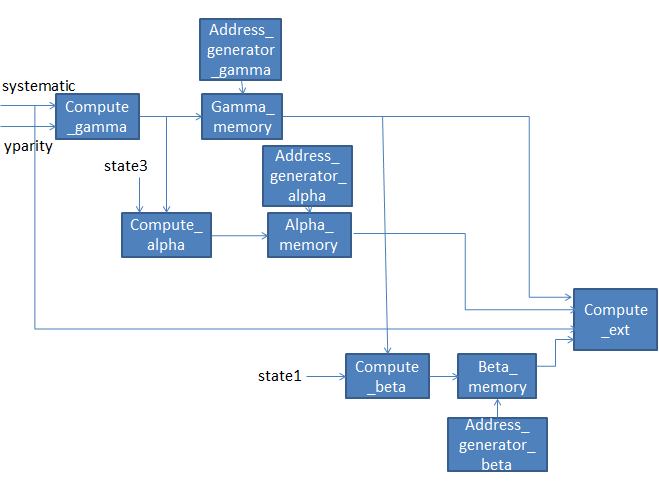 Address_
generator
_gamma
systematic
Compute
_gamma
Gamma_
memory
yparity
state3
Address_
generator_
alpha
Compute_
alpha
Alpha_
memory
Compute
_ext
state1
Compute
_beta
Beta_
memory
Address_
generator_
beta